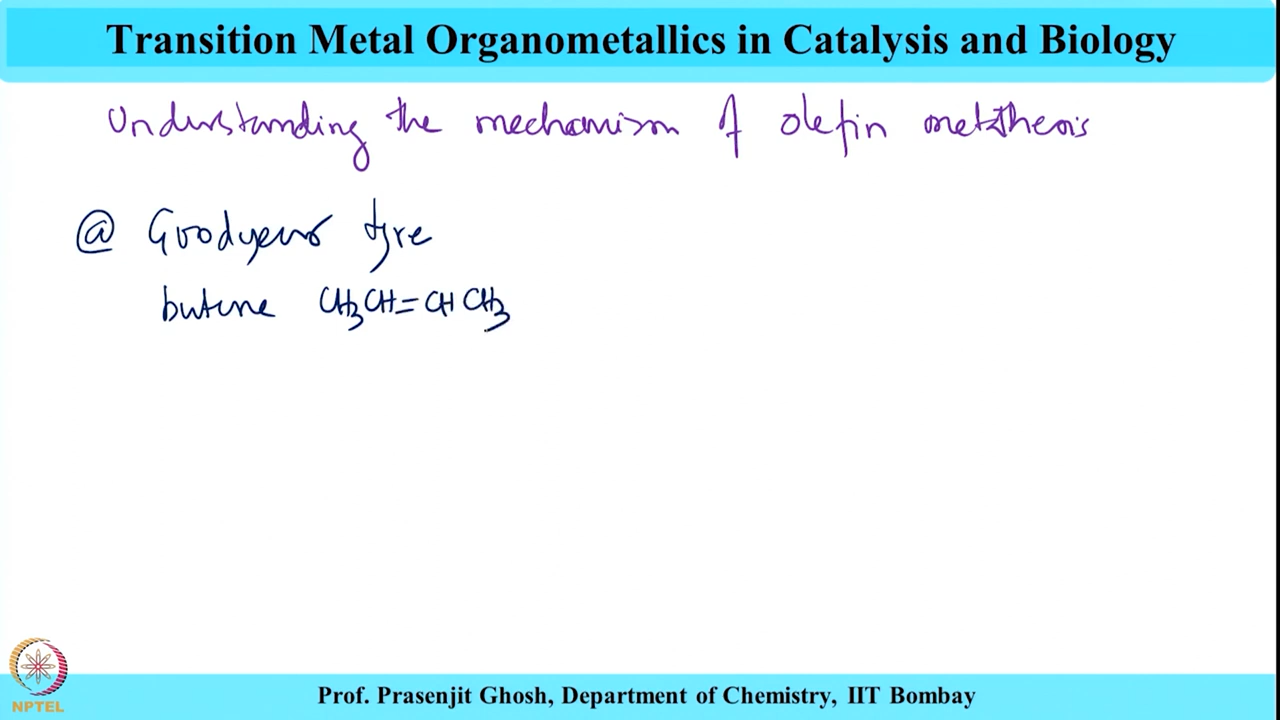 Transition Metal Organometallics in Catalysis and Biology
Understanding the mechanism of olefin metathesis
@ Goodyear tyre
butene CH3CH=CHCH3
Prof. Prasenjit Ghosh, Department of Chemistry, IIT Bombay
NPTEL